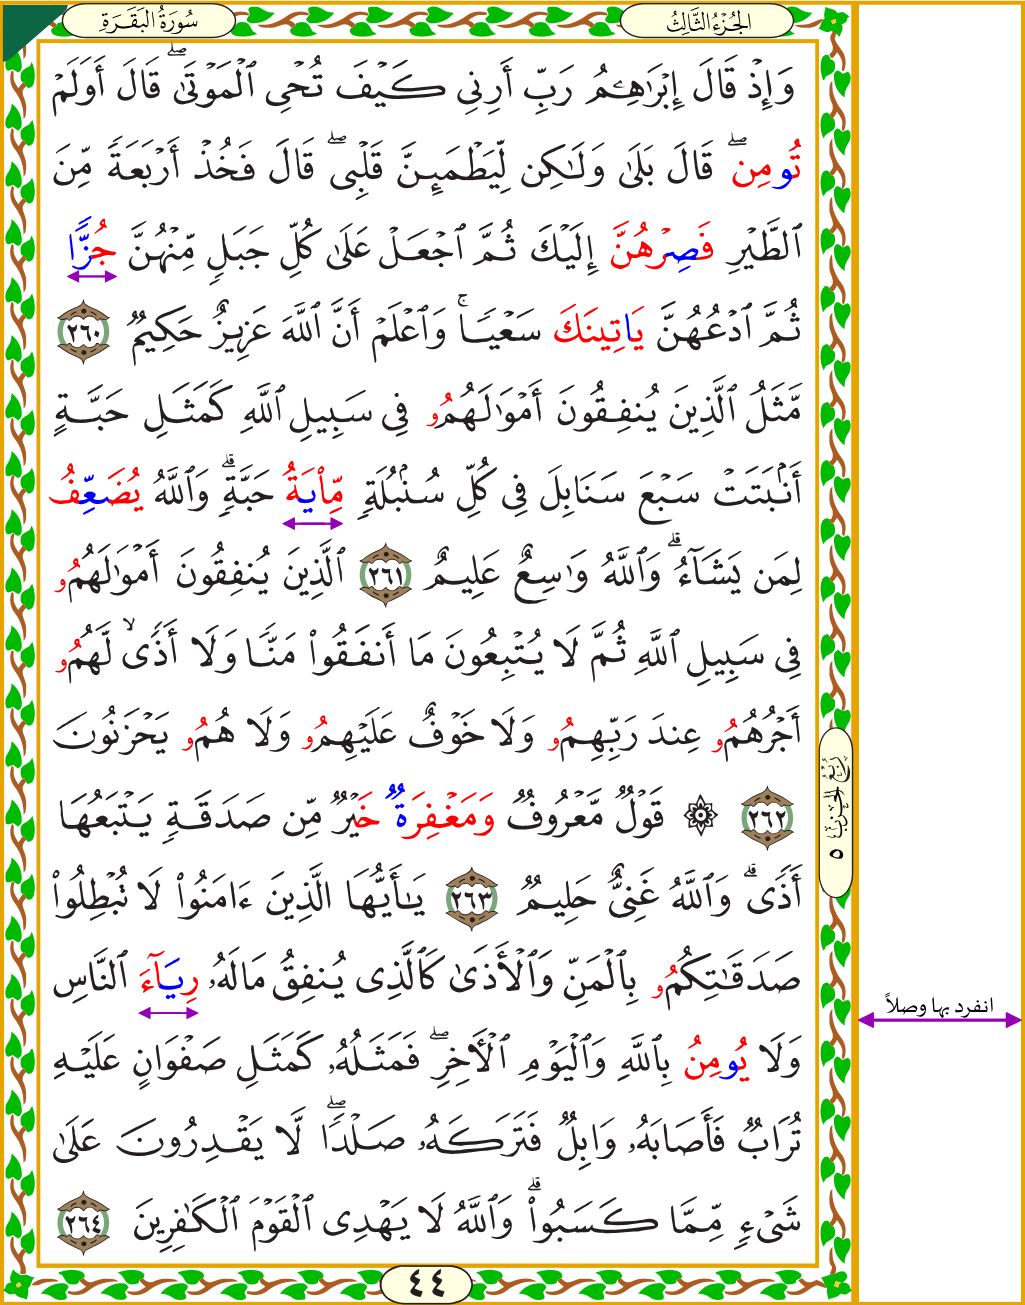 الجُزْءُ الثَّالِثُ
سُورَةُ البَقَرَةِ
وَإِذۡ قَالَ إِبۡرَٰهِـۧمُ رَبِّ أَرِنِي كَيۡفَ تُحۡيِ ٱلۡمَوۡتَىٰۖ قَالَ أَوَلَمۡ
تُومِنۖ قَالَ بَلَىٰ وَلَٰكِن لِّيَطۡمَئِنَّ قَلۡبِيۖ قَالَ فَخُذۡ أَرۡبَعَةٗ مِّنَ
ٱلطَّيۡرِ فَصِرۡهُنَّ إِلَيۡكَ ثُمَّ ٱجۡعَلۡ عَلَىٰ كُلِّ جَبَلٖ مِّنۡهُنَّ جُزّٗا
ثُمَّ ٱدۡعُهُنَّ يَاتِينَكَ سَعۡيٗاۚ وَٱعۡلَمۡ أَنَّ ٱللَّهَ عَزِيزٌ حَكِيمٞ ٢٦٠
مَّثَلُ ٱلَّذِينَ يُنفِقُونَ أَمۡوَٰلَهُمُۥ فِي سَبِيلِ ٱللَّهِ كَمَثَلِ حَبَّةٍ
أَنۢبَتَتۡ سَبۡعَ سَنَابِلَ فِي كُلِّ سُنۢبُلَةٖ مِّاْيَةُ حَبَّةٖۗ وَٱللَّهُ يُضَعِّفُ
لِمَن يَشَآءُۗ وَٱللَّهُ وَٰسِعٌ عَلِيمٌ ٢٦١ ٱلَّذِينَ يُنفِقُونَ أَمۡوَٰلَهُمُۥ
فِي سَبِيلِ ٱللَّهِ ثُمَّ لَا يُتۡبِعُونَ مَا أَنفَقُواْ مَنّٗا وَلَا أَذٗىۙ لَّهُمُۥ
أَجۡرُهُمُۥ عِندَ رَبِّهِمُۥ وَلَا خَوۡفٌ عَلَيۡهِمُۥ وَلَا هُمُۥ يَحۡزَنُونَ
٢٦٢ ۞ قَوۡلٞ مَّعۡرُوفٞ وَمَغۡفِرَةٌ خَيۡرٞ مِّن صَدَقَةٖ يَتۡبَعُهَا
أَذٗىۗ وَٱللَّهُ غَنِيٌّ حَلِيمٞ ٢٦٣ يَٰأَيُّهَا ٱلَّذِينَ ءَامَنُواْ لَا تُبۡطِلُواْ
صَدَقَٰتِكُمُۥ بِٱلۡمَنِّ وَٱلۡأَذَىٰ كَٱلَّذِي يُنفِقُ مَالَهُۥ رِيَآءَ ٱلنَّاسِ
وَلَا يُومِنُ بِٱللَّهِ وَٱلۡيَوۡمِ ٱلۡأٓخِرِۖ فَمَثَلُهُۥ كَمَثَلِ صَفۡوَانٍ عَلَيۡهِ
تُرَابٞ فَأَصَابَهُۥ وَابِلٞ فَتَرَكَهُۥ صَلۡدٗاۖ لَّا يَقۡدِرُونَ عَلَىٰ
شَيۡءٖ مِّمَّا كَسَبُواْۗ وَٱللَّهُ لَا يَهۡدِي ٱلۡقَوۡمَ ٱلۡكَٰفِرِينَ ٢٦٤
٤٤
رُبُعُ الحِزْبِ ٥
انفرد بها وصلاً